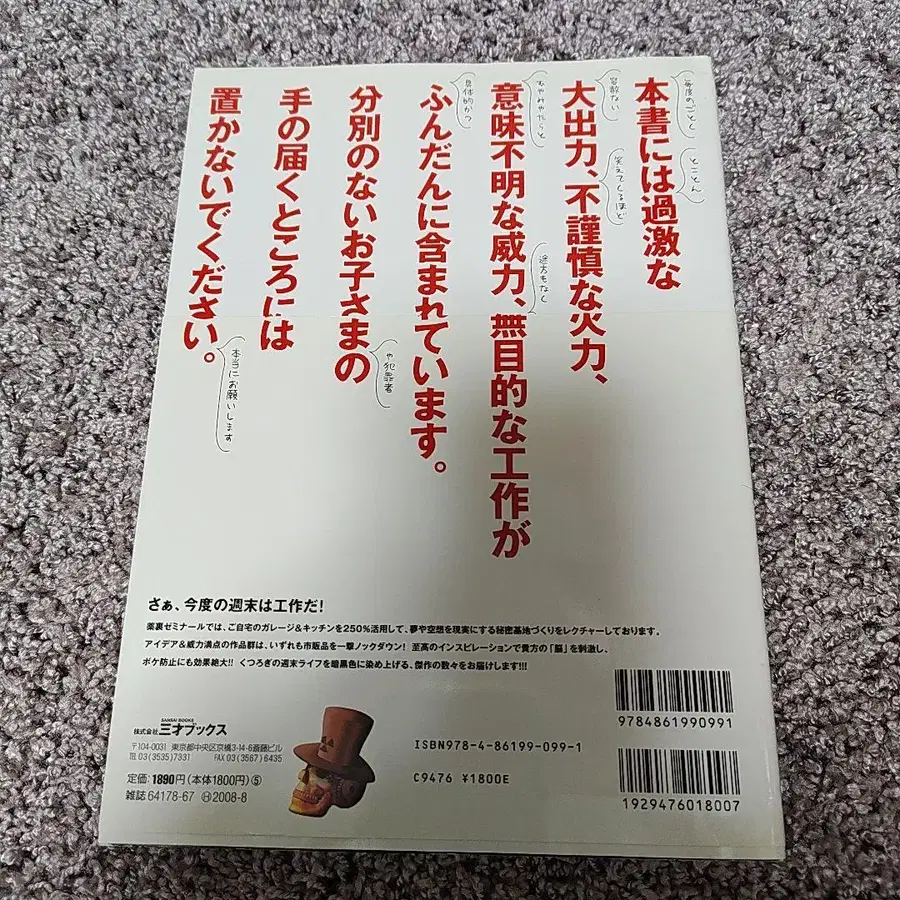 毎度のごとく
とことん
本書には過激な
容赦ない
笑えてくるほど
大出力、不謹慎な火力、
むやみやたらと
途方もなく
意味不明な威力、無目的な工作が
具体的かつ
ふんだんに含まれています。
や犯罪者
分別のないお子さまの
手の届くところには
置かないでください。
本当にお願いします
さぁ、今度の週末は工作だ!
薬裏ゼミナールでは、ご自宅のガレージ&キッチンを250%活用して、夢や空想を現実にする秘密基地づくりをレクチャーしております。
アイデア&威力満点の作品群は、いずれも市販品を一撃ノックダウン! 至高のインスピレーションで貴方の「脳」を刺激し、
ボケ防止にも効果絶大!! くつろぎの週末ライフを暗黒色に染め上げる、傑作の数々をお届けします!!!
SANSAI BOOKS
株式会社三才ブックス
〒104-0031 東京都中央区京橋3-14-6斎藤ビル
TEL 03(3535)7331 FAX 03(3567)6435
定価:1890円(本体1800円)⑤
雑誌 64178-67 Ⓗ2008-8
ISBN978-4-86199-099-1
C9476 ¥1800E
9784861990991
1929476018007